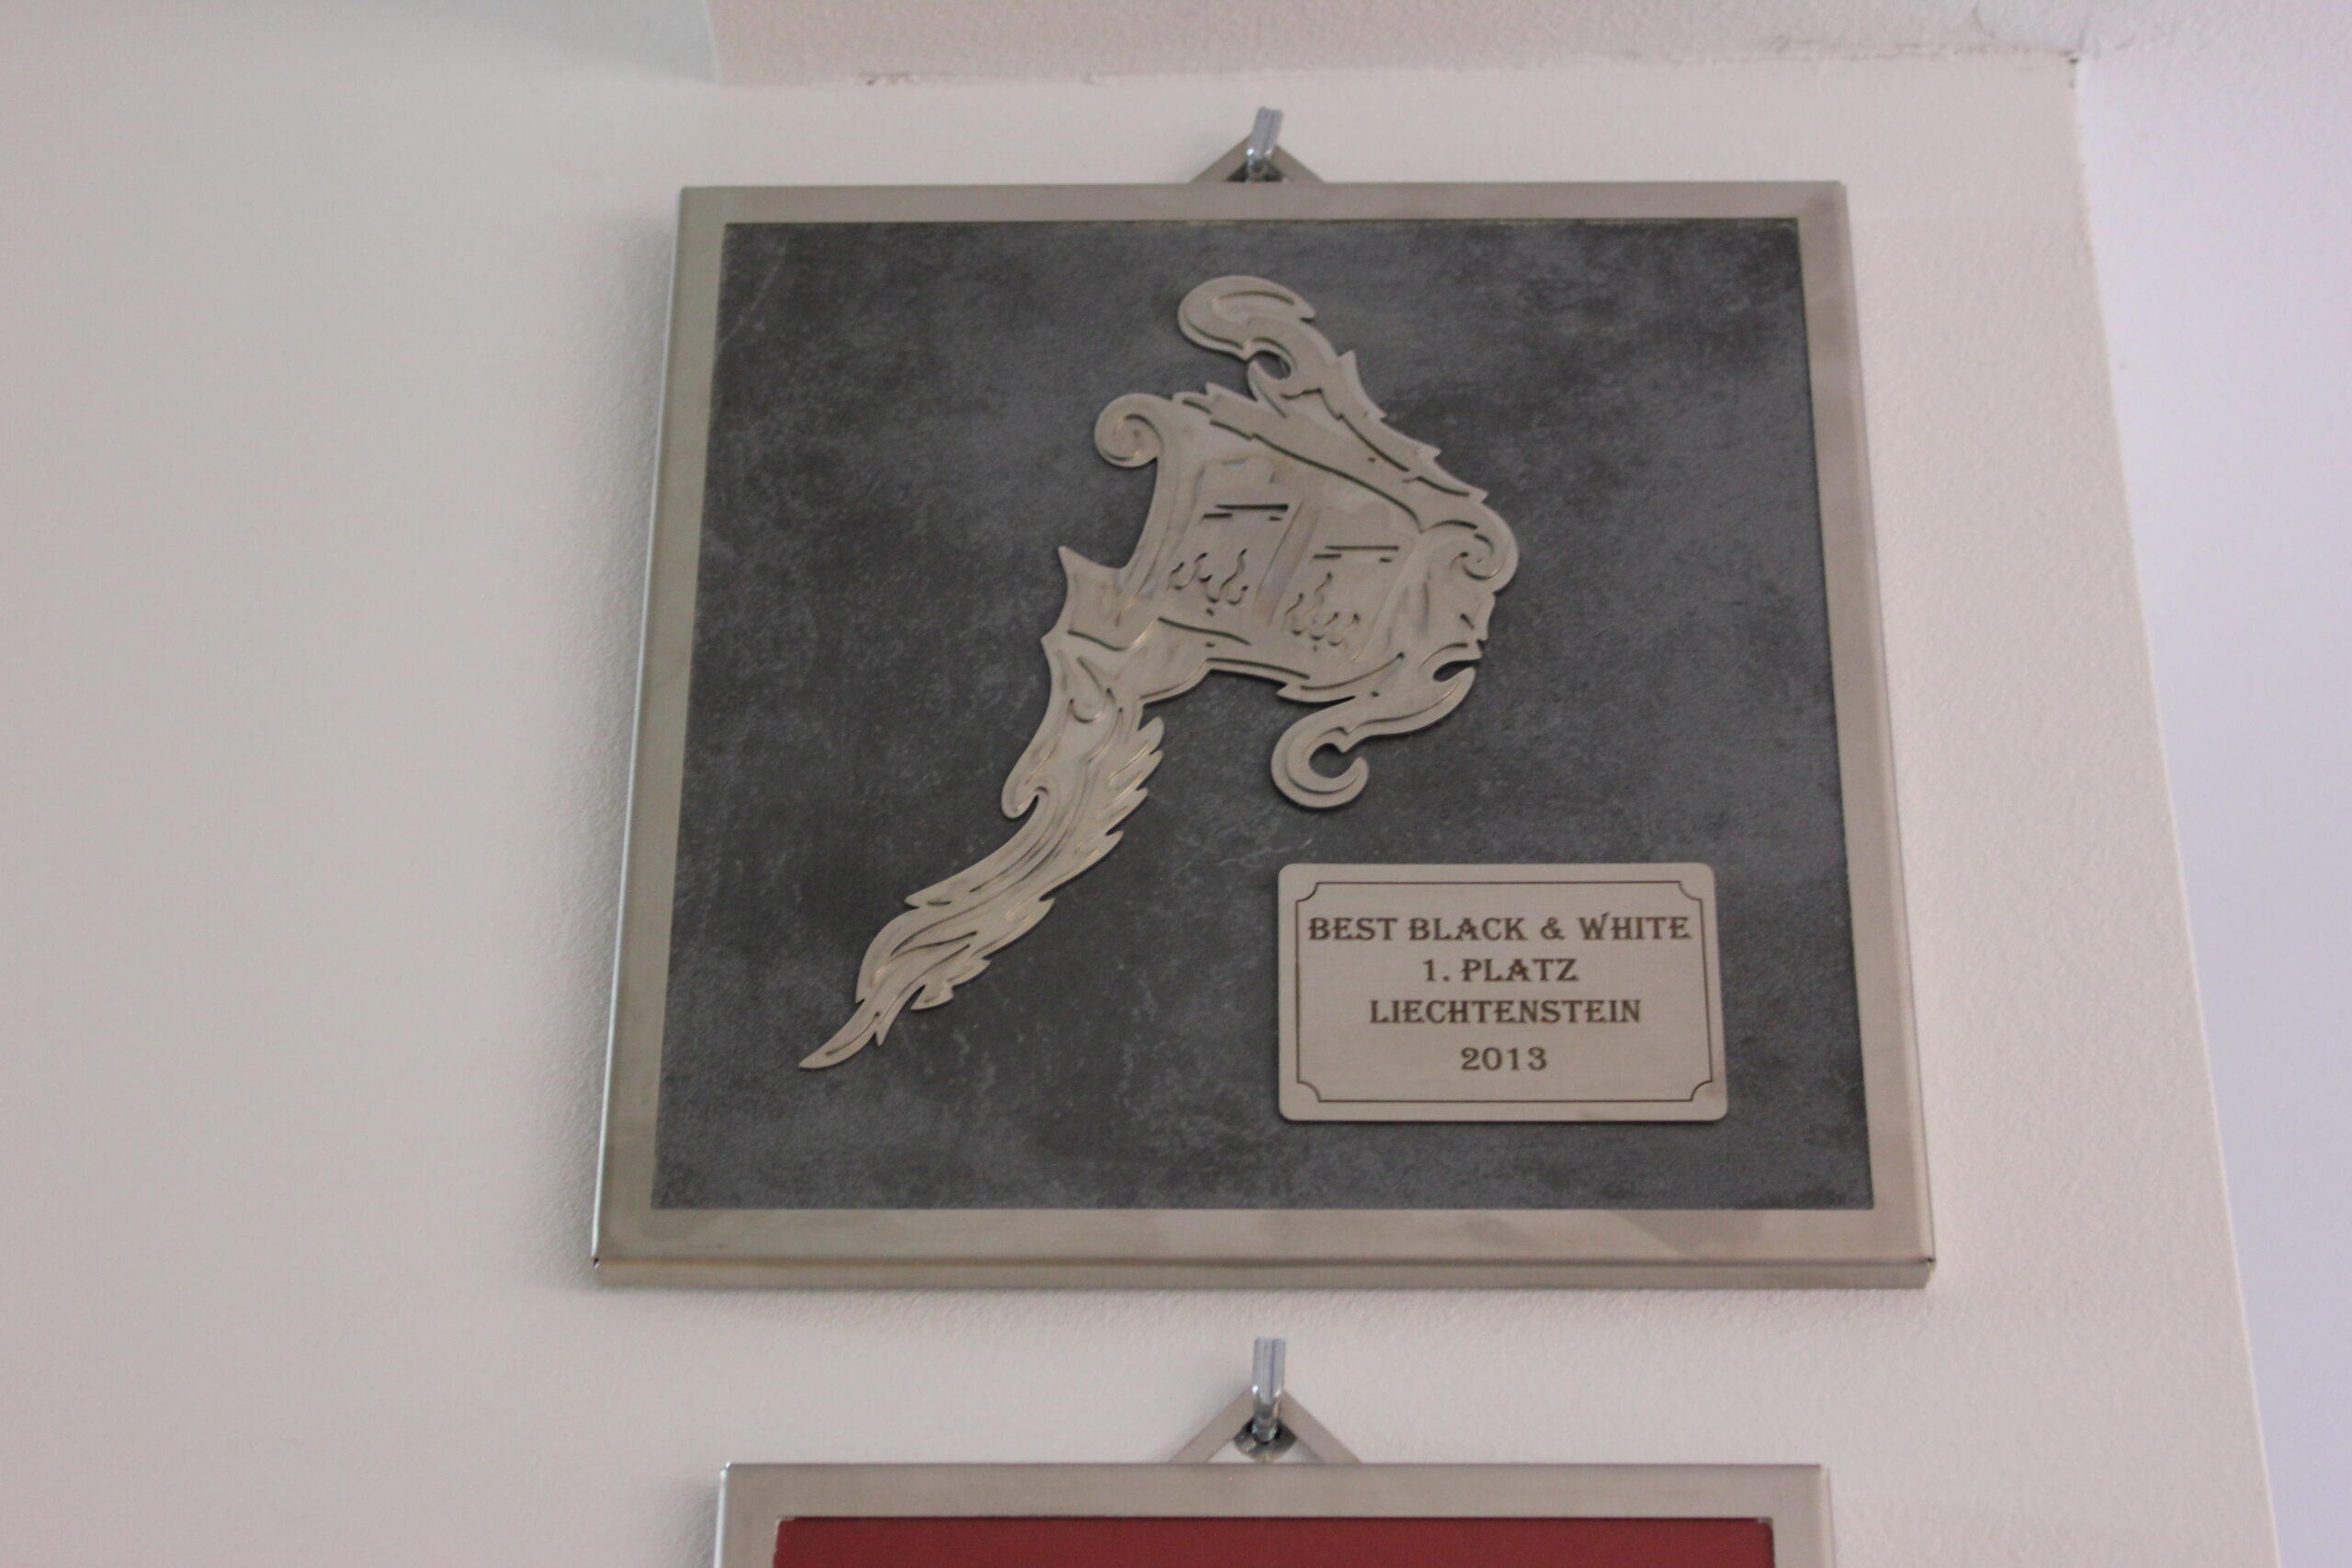 BEST BLACK & WHITE
1. PLATZ
LIECHTENSTEIN
2013